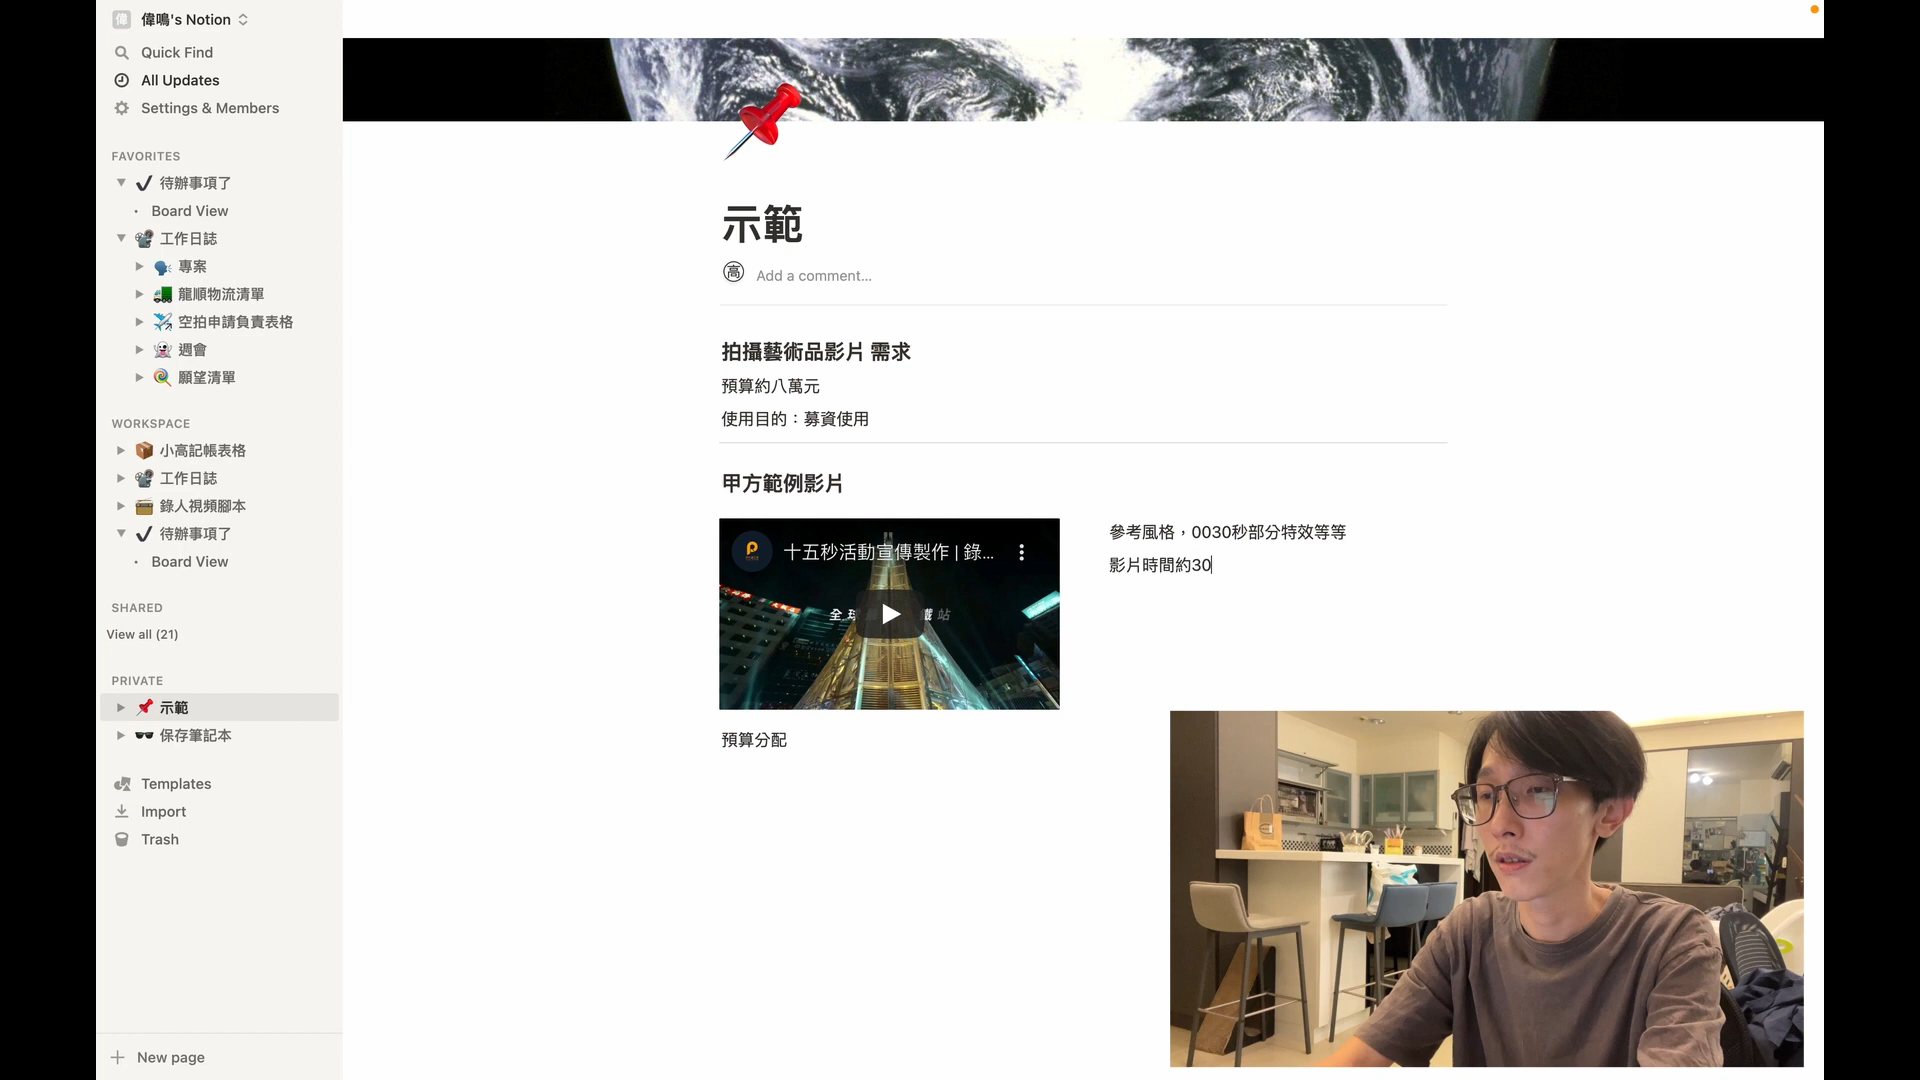 偉 偉鳴's Notion
Quick Find
All Updates
Settings & Members
FAVORITES
待辦事項了
Board View
工作日誌
專案
龍順物流清單
空拍申請負責表格
週會
願望清單
WORKSPACE
小高記帳表格
工作日誌
錄人視頻腳本
待辦事項了
Board View
SHARED
View all (21)
PRIVATE
示範
保存筆記本
Templates
Import
Trash
New page
示範
高 Add a comment...
拍攝藝術品影片 需求
預算約八萬元
使用目的：募資使用
甲方範例影片
十五秒活動宣傳製作 | 錄...
全球
鐵站
參考風格，0030秒部分特效等等
影片時間約30
預算分配